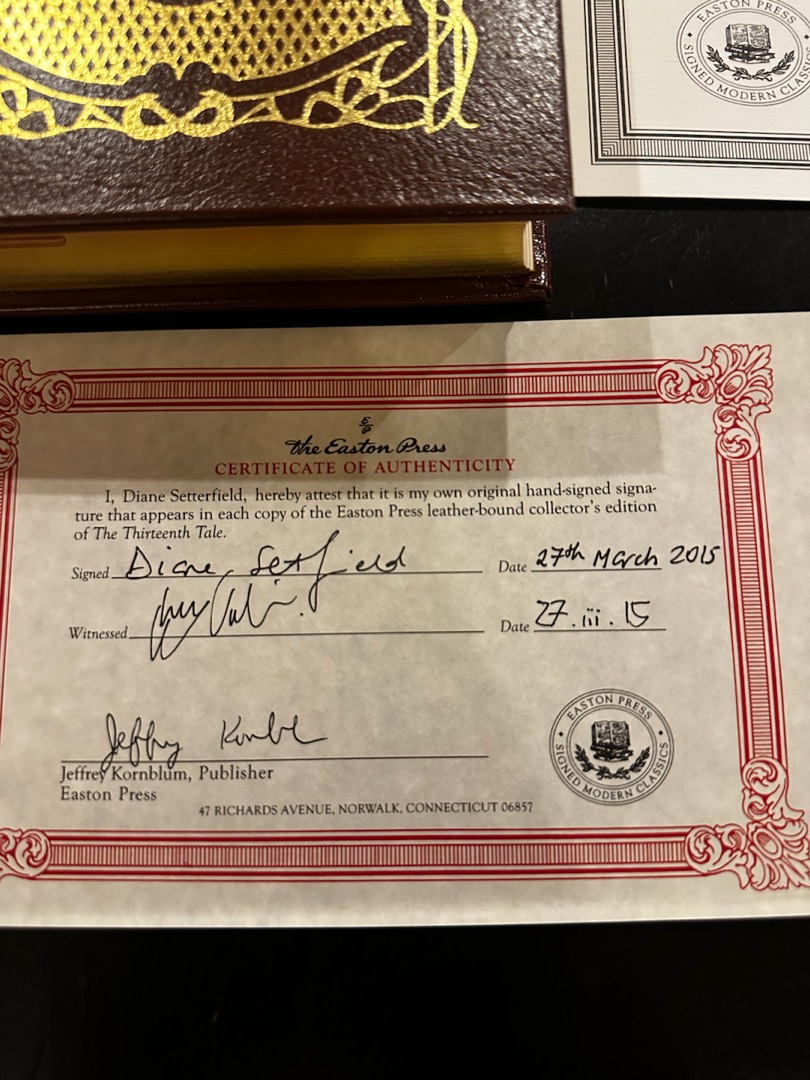 EASTON PRESS
SIGNED MODERN CLASSICS
E/P
The Easton Press
CERTIFICATE OF AUTHENTICITY
I, Diane Setterfield, hereby attest that it is my own original hand-signed signa-
ture that appears in each copy of the Easton Press leather-bound collector's edition
of The Thirteenth Tale.
Signed Diane Setterfield Date 27th March 2015
Witnessed Date 27.iii.15
Jeffrey Kornblum
Jeffrey Kornblum, Publisher
Easton Press
EASTON PRESS
SIGNED MODERN CLASSICS
47 RICHARDS AVENUE, NORWALK, CONNECTICUT 06857